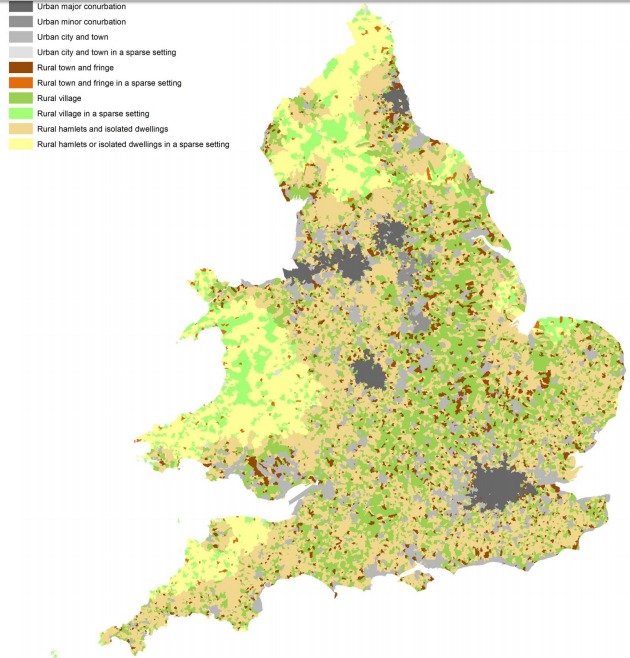 Urban major conurbation
Urban minor conurbation
Urban city and town
Urban city and town in a sparse setting
Rural town and fringe
Rural town and fringe in a sparse setting
Rural village
Rural village in a sparse setting
Rural hamlets and isolated dwellings
Rural hamlets or isolated dwellings in a sparse setting